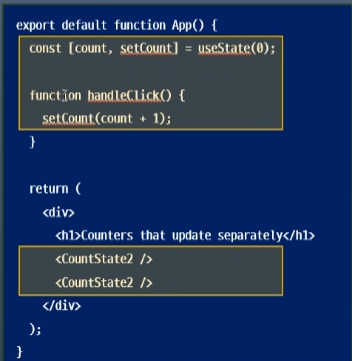 export default function App() {
const [count, setCount] = useState(0);
function handleClick() {
setCount(count + 1);
}
return (
<div>
<h1>Counters that update separately</h1>
<CountState2 />
<CountState2 />
</div>
);
}